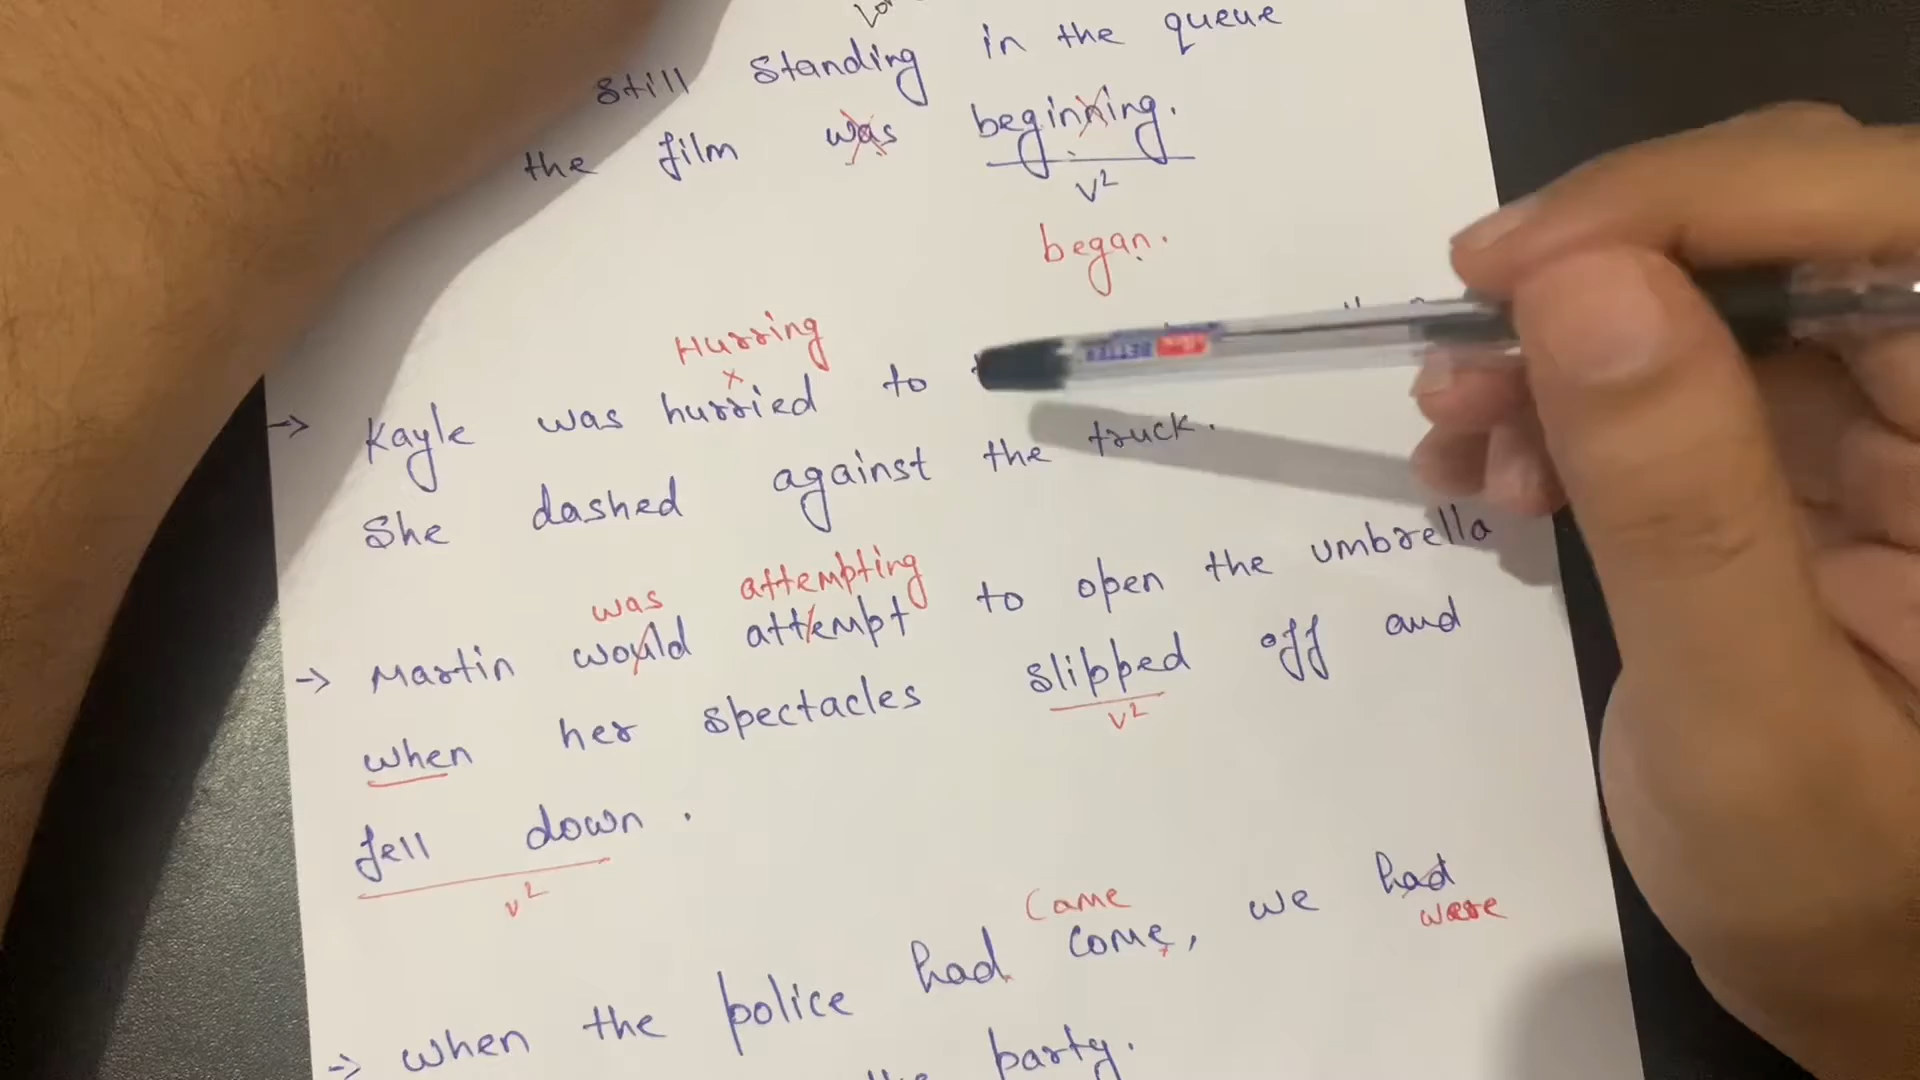 still standing in the queue
the film was beginning.
v²
began.
Hurring
→ Kayle was hurried to
She dashed against the truck.
was attempting
→ Martin would attempt to open the umbrella
when her spectacles slipped off and
v²
fell down.
v²
came
were
→ when the police had come, we had
party.